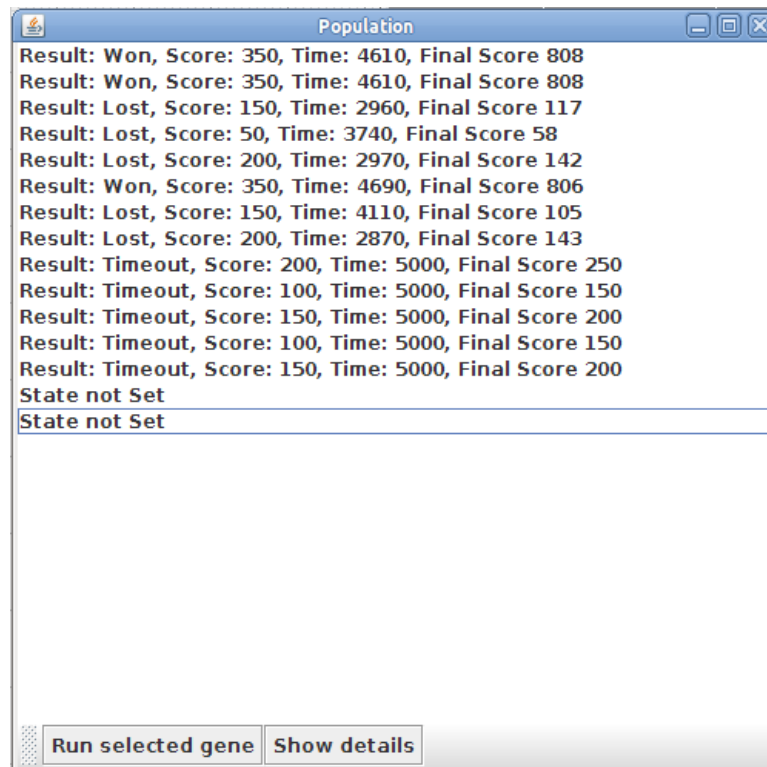 Population
Result: Won, Score: 350, Time: 4610, Final Score 808
Result: Won, Score: 350, Time: 4610, Final Score 808
Result: Lost, Score: 150, Time: 2960, Final Score 117
Result: Lost, Score: 50, Time: 3740, Final Score 58
Result: Lost, Score: 200, Time: 2970, Final Score 142
Result: Won, Score: 350, Time: 4690, Final Score 806
Result: Lost, Score: 150, Time: 4110, Final Score 105
Result: Lost, Score: 200, Time: 2870, Final Score 143
Result: Timeout, Score: 200, Time: 5000, Final Score 250
Result: Timeout, Score: 100, Time: 5000, Final Score 150
Result: Timeout, Score: 150, Time: 5000, Final Score 200
Result: Timeout, Score: 100, Time: 5000, Final Score 150
Result: Timeout, Score: 150, Time: 5000, Final Score 200
State not Set
State not Set
Run selected gene Show details